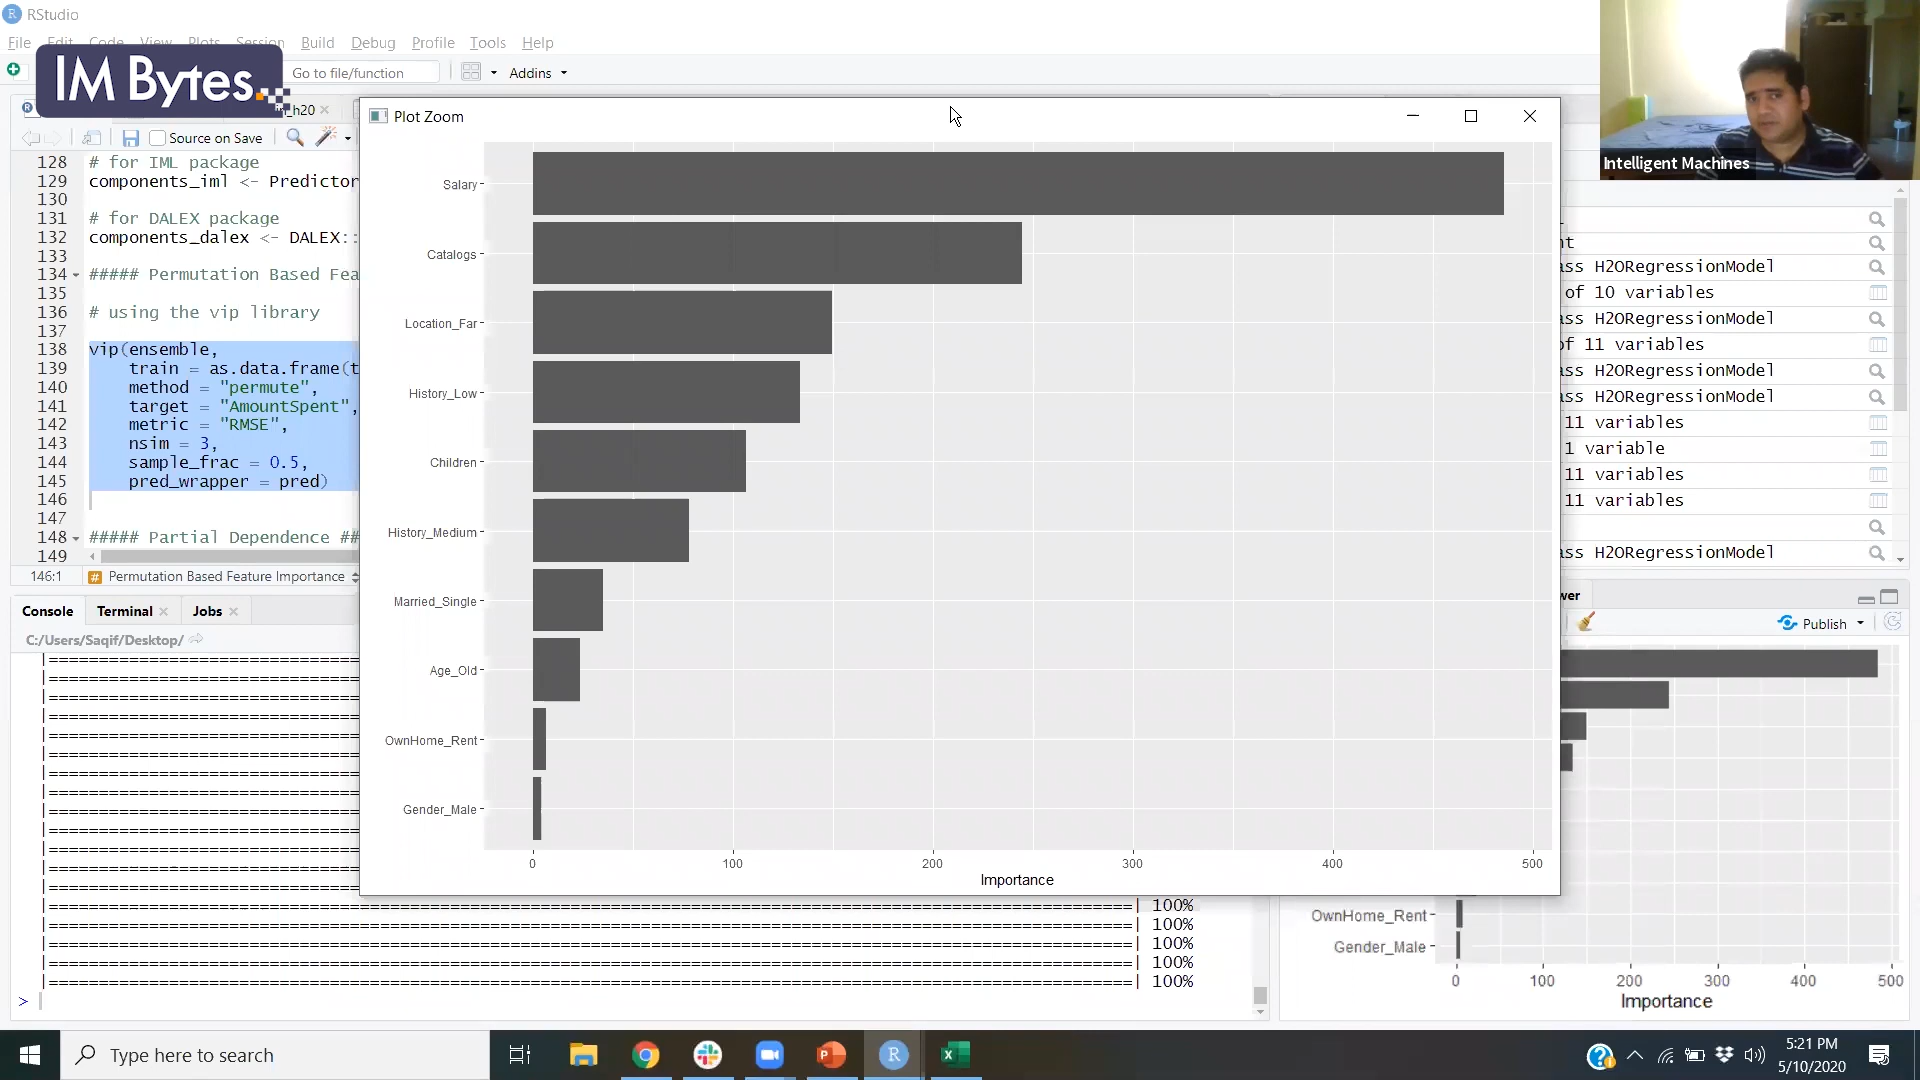 RStudio
File Edit Code View Plots Session Build Debug Profile Tools Help
IM Bytes.
Go to file/function
Addins
Intelligent Machines
_h20
Plot Zoom
Source on Save
128 # for IML package
129 components_iml <- Predictor
130
131 # for DALEX package
132 components_dalex <- DALEX::
133
134 ##### Permutation Based Fea
135
136 # using the vip library
137
138 vip(ensemble,
139 train = as.data.frame(t
140 method = "permute",
141 target = "AmountSpent",
142 metric = "RMSE",
143 nsim = 3,
144 sample_frac = 0.5,
145 pred_wrapper = pred)
146
147
148 ##### Partial Dependence ##
149
146:1 Permutation Based Feature Importance
Salary
Catalogs
Location_Far
History_Low
Children
History_Medium
Married_Single
Age_Old
OwnHome_Rent
Gender_Male
0 100 200 300 400 500
Importance
nt
ass H2ORegressionModel
of 10 variables
ass H2ORegressionModel
of 11 variables
ass H2ORegressionModel
ass H2ORegressionModel
11 variables
1 variable
11 variables
11 variables
ass H2ORegressionModel
Console Terminal Jobs
C:/Users/Saqif/Desktop/
wer
Publish
|==================================
|==================================
|==================================
|==================================
|==================================
|==================================
|==================================
|==================================
|==================================
|==================================
|==================================
|==================================
|==================================
|==================================| 100%
|==================================| 100%
|==================================| 100%
|==================================| 100%
|==================================| 100%
>
OwnHome_Rent
Gender_Male
0 100 200 300 400 500
Importance
Type here to search
5:21 PM
5/10/2020